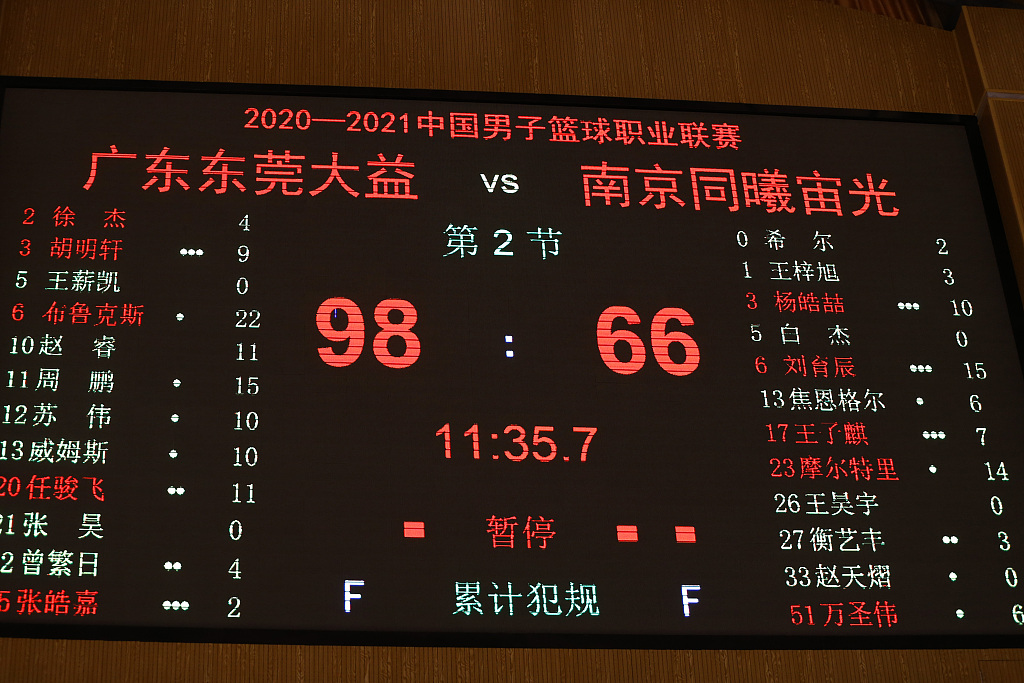 2020—2021中国男子篮球职业联赛
广东东莞大益 vs 南京同曦宙光
第 2 节
98 : 66
11:35.7
暂停
F 累计犯规 F
2 徐 杰 4
3 胡明轩 9
5 王薪凯 0
6 布鲁克斯 22
10 赵 睿 11
11 周 鹏 15
12 苏 伟 10
13 威姆斯 10
20 任骏飞 11
21 张 昊 0
2 曾繁日 4
5 张皓嘉 2
0 希 尔 2
1 王梓旭 3
3 杨皓喆 10
5 白 杰 0
6 刘育辰 15
13 焦恩格尔 6
17 王子麒 7
23 摩尔特里 14
26 王昊宇 0
27 衡艺丰 3
33 赵天熠 0
51 万圣伟 6